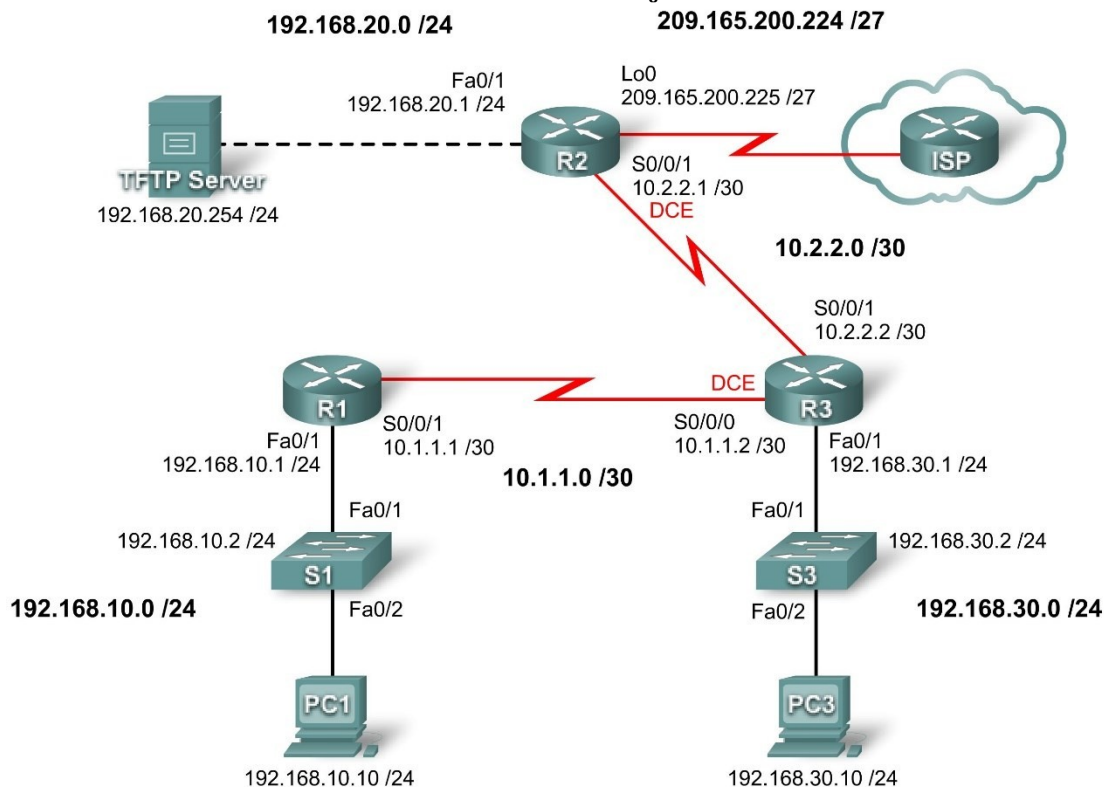 192.168.20.0 /24
209.165.200.224 /27
Fa0/1
192.168.20.1 /24
Lo0
209.165.200.225 /27
TFTP Server
192.168.20.254 /24
R2
ISP
S0/0/1
10.2.2.1 /30
DCE
10.2.2.0 /30
S0/0/1
10.2.2.2 /30
R1
DCE
R3
Fa0/1
192.168.10.1 /24
S0/0/1
10.1.1.1 /30
S0/0/0
10.1.1.2 /30
Fa0/1
192.168.30.1 /24
10.1.1.0 /30
Fa0/1
Fa0/1
192.168.10.2 /24
S1
192.168.30.2 /24
S3
192.168.10.0 /24
Fa0/2
Fa0/2
192.168.30.0 /24
PC1
192.168.10.10 /24
PC3
192.168.30.10 /24